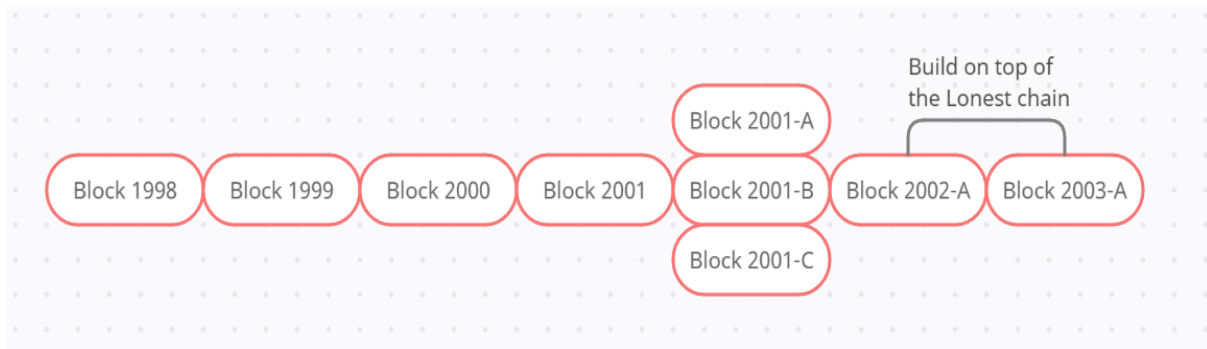 Build on top of
the Lonest chain
Block 2001-A
Block 1998
Block 1999
Block 2000
Block 2001
Block 2001-B
Block 2002-A
Block 2003-A
Block 2001-C